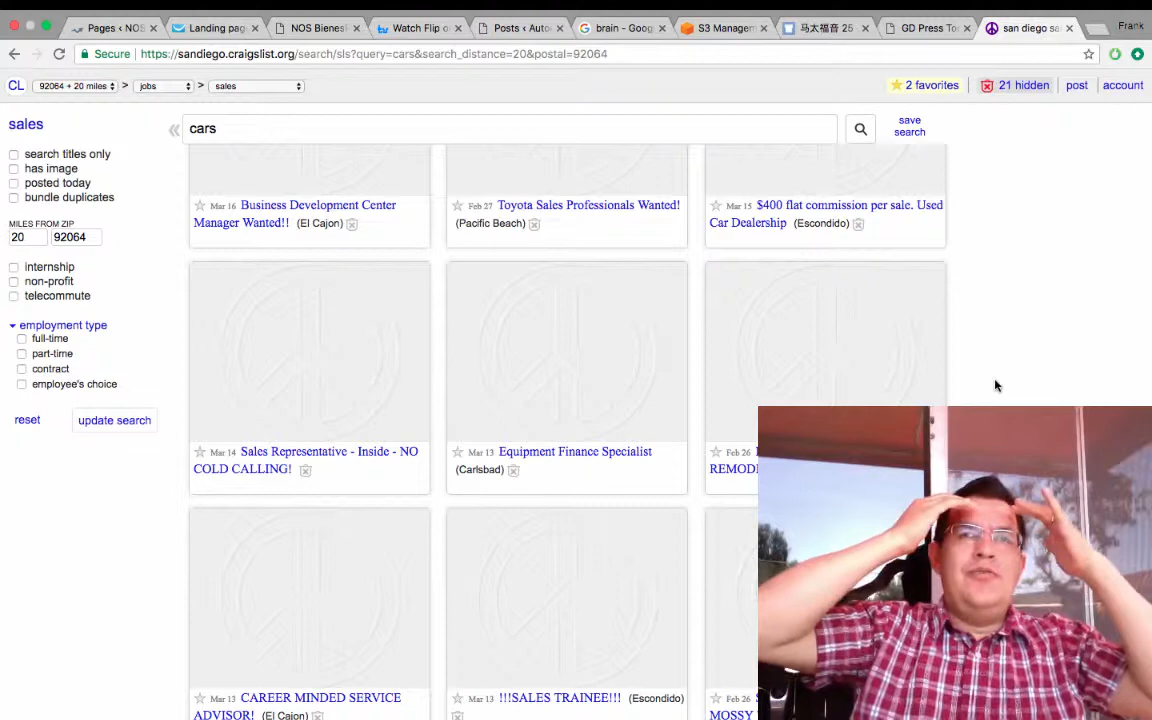 Pages ‹ NOS
Landing pag
NOS Bienes
Watch Flip o
Posts ‹ Auto
brain - Goog
S3 Managem
马太福音 25
GD Press To
san diego sa
Frank
Secure https://sandiego.craigslist.org/search/sls?query=cars&search_distance=20&postal=92064
CL 92064 + 20 miles > jobs > sales
2 favorites 21 hidden post account
sales
cars
save
search
search titles only
has image
posted today
bundle duplicates
MILES FROM ZIP
20 92064
internship
non-profit
telecommute
employment type
full-time
part-time
contract
employee's choice
reset update search
Mar 16 Business Development Center
Manager Wanted!! (El Cajon)
Feb 27 Toyota Sales Professionals Wanted!
(Pacific Beach)
Mar 15 $400 flat commission per sale. Used
Car Dealership (Escondido)
Mar 14 Sales Representative - Inside - NO
COLD CALLING!
Mar 13 Equipment Finance Specialist
(Carlsbad)
Feb 26
REMOD
Mar 13 CAREER MINDED SERVICE
ADVISOR! (El Cajon)
Mar 13 !!!SALES TRAINEE!!! (Escondido)
Feb 26
MOSSY